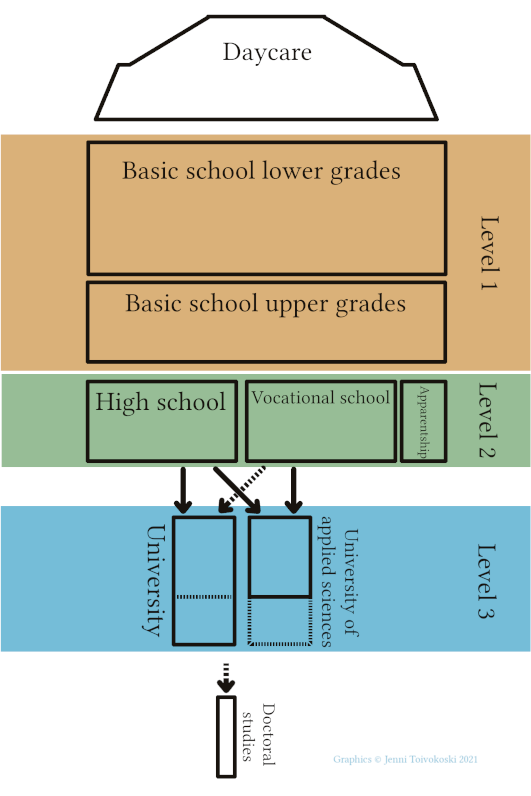 Daycare
Basic school lower grades
Level 1
Basic school upper grades
High school
Vocational school
Apparentship
Level 2
University
University of
applied sciences
Level 3
Doctoral
studies
Graphics © Jenni Toivokoski 2021